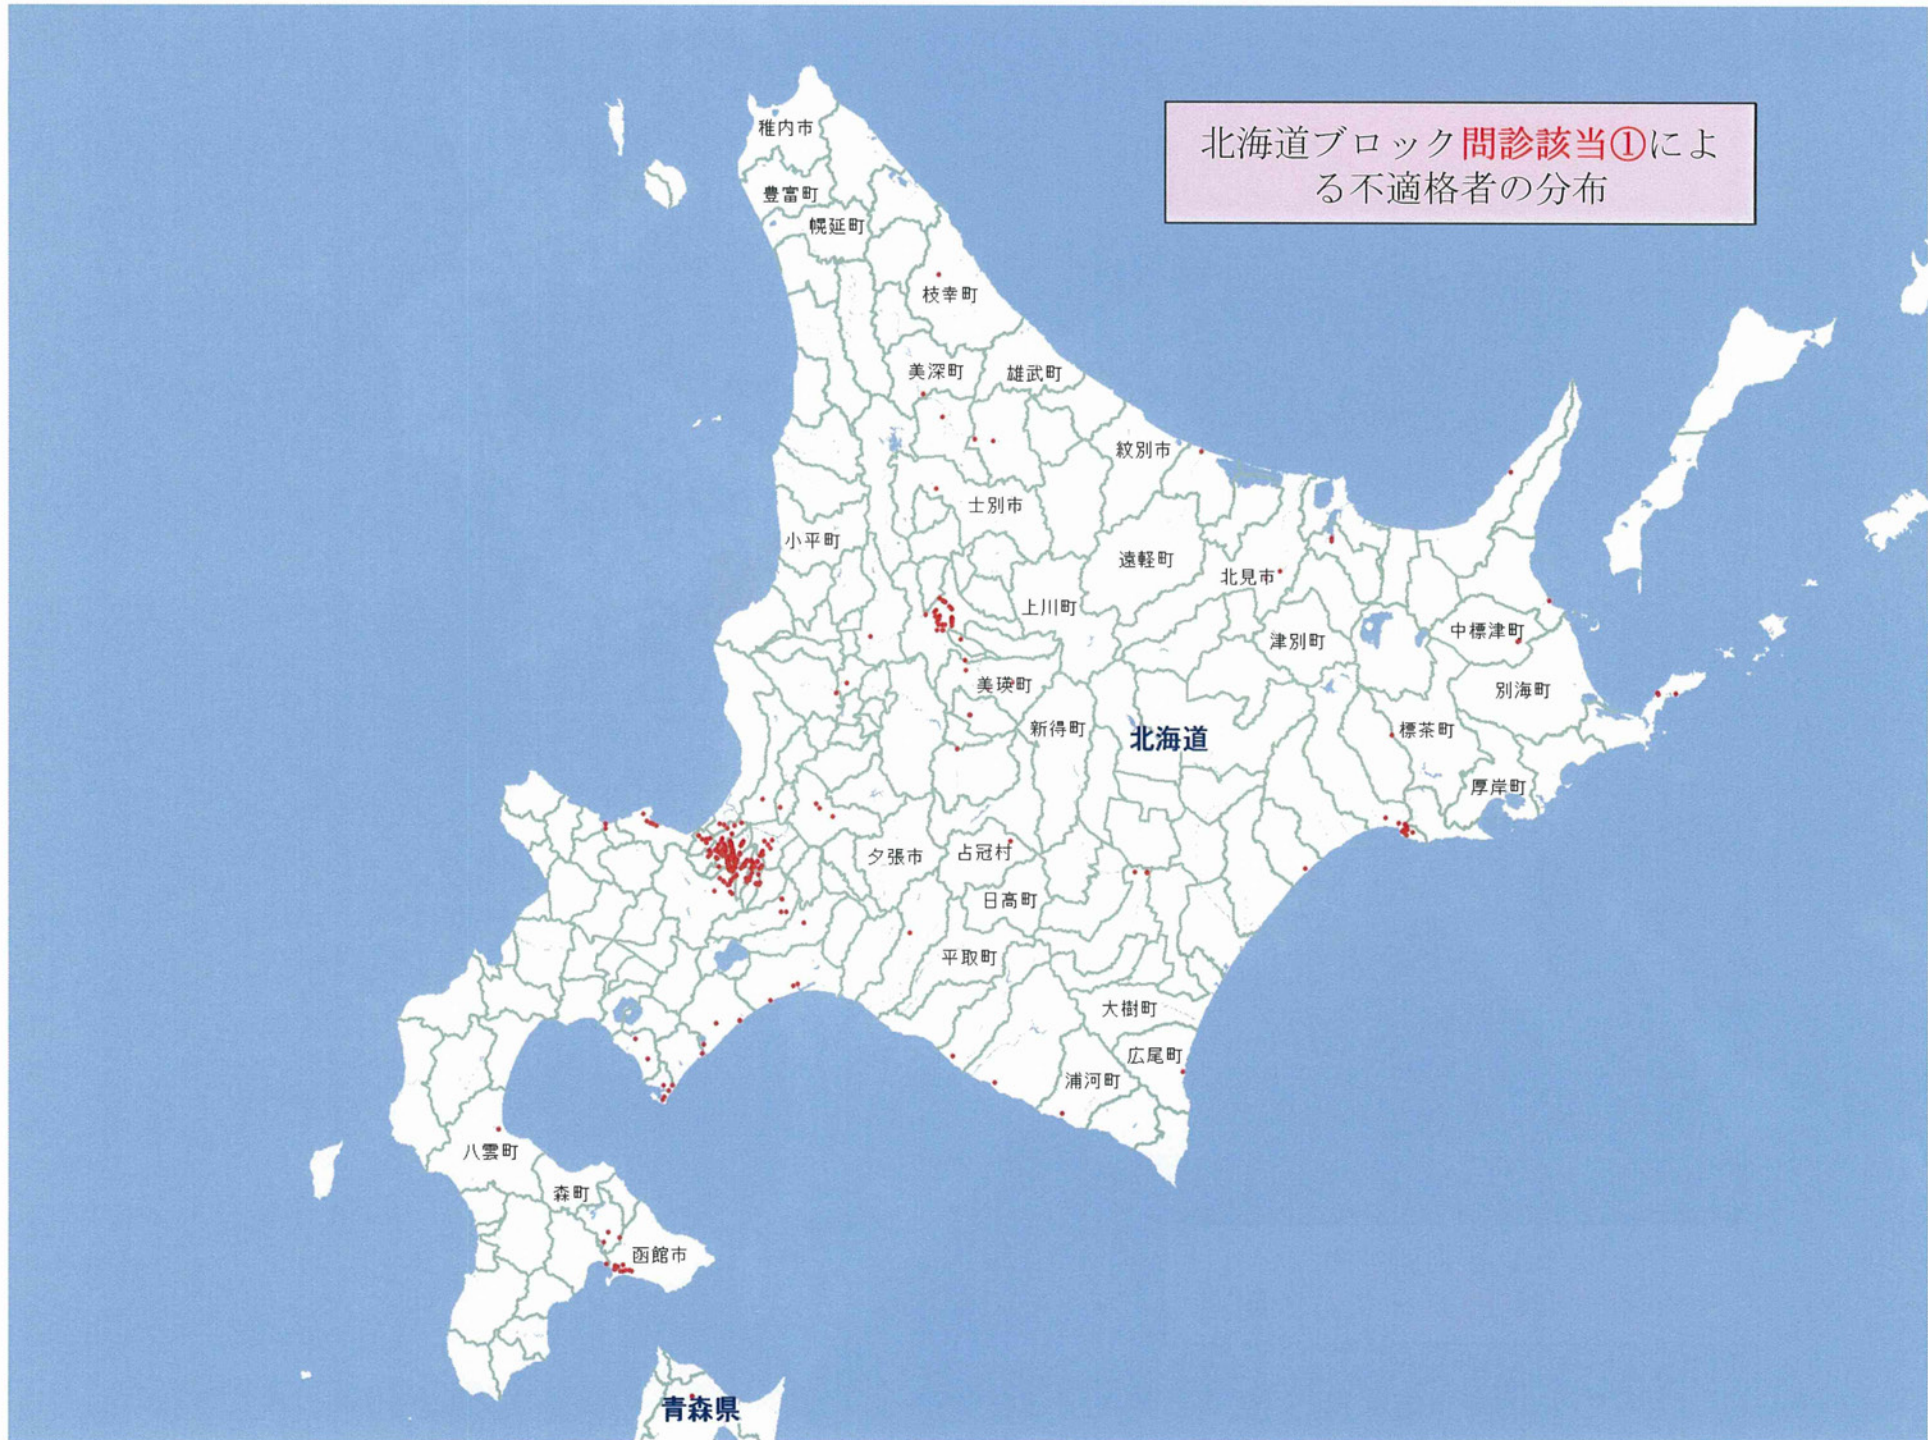 北海道ブロック問診該当①によ
る不適格者の分布
稚内市
豊富町
幌延町
枝幸町
美深町
雄武町
紋別市
士別市
小平町
遠軽町
北見市
上川町
津別町
中標津町
美瑛町
別海町
新得町
北海道
標茶町
厚岸町
夕張市
占冠村
日高町
平取町
大樹町
広尾町
浦河町
八雲町
森町
函館市
青森県